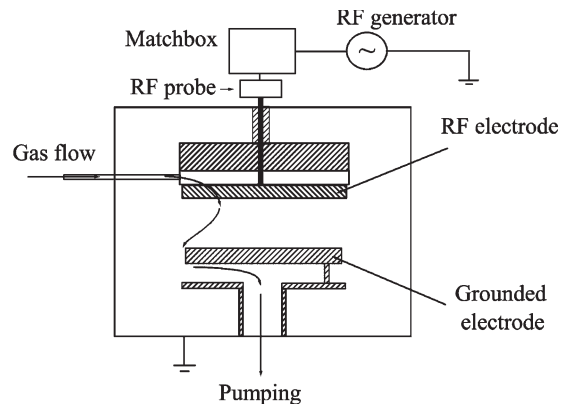 RF generator
Matchbox
~
RF probe
RF electrode
Gas flow
Grounded
electrode
Pumping